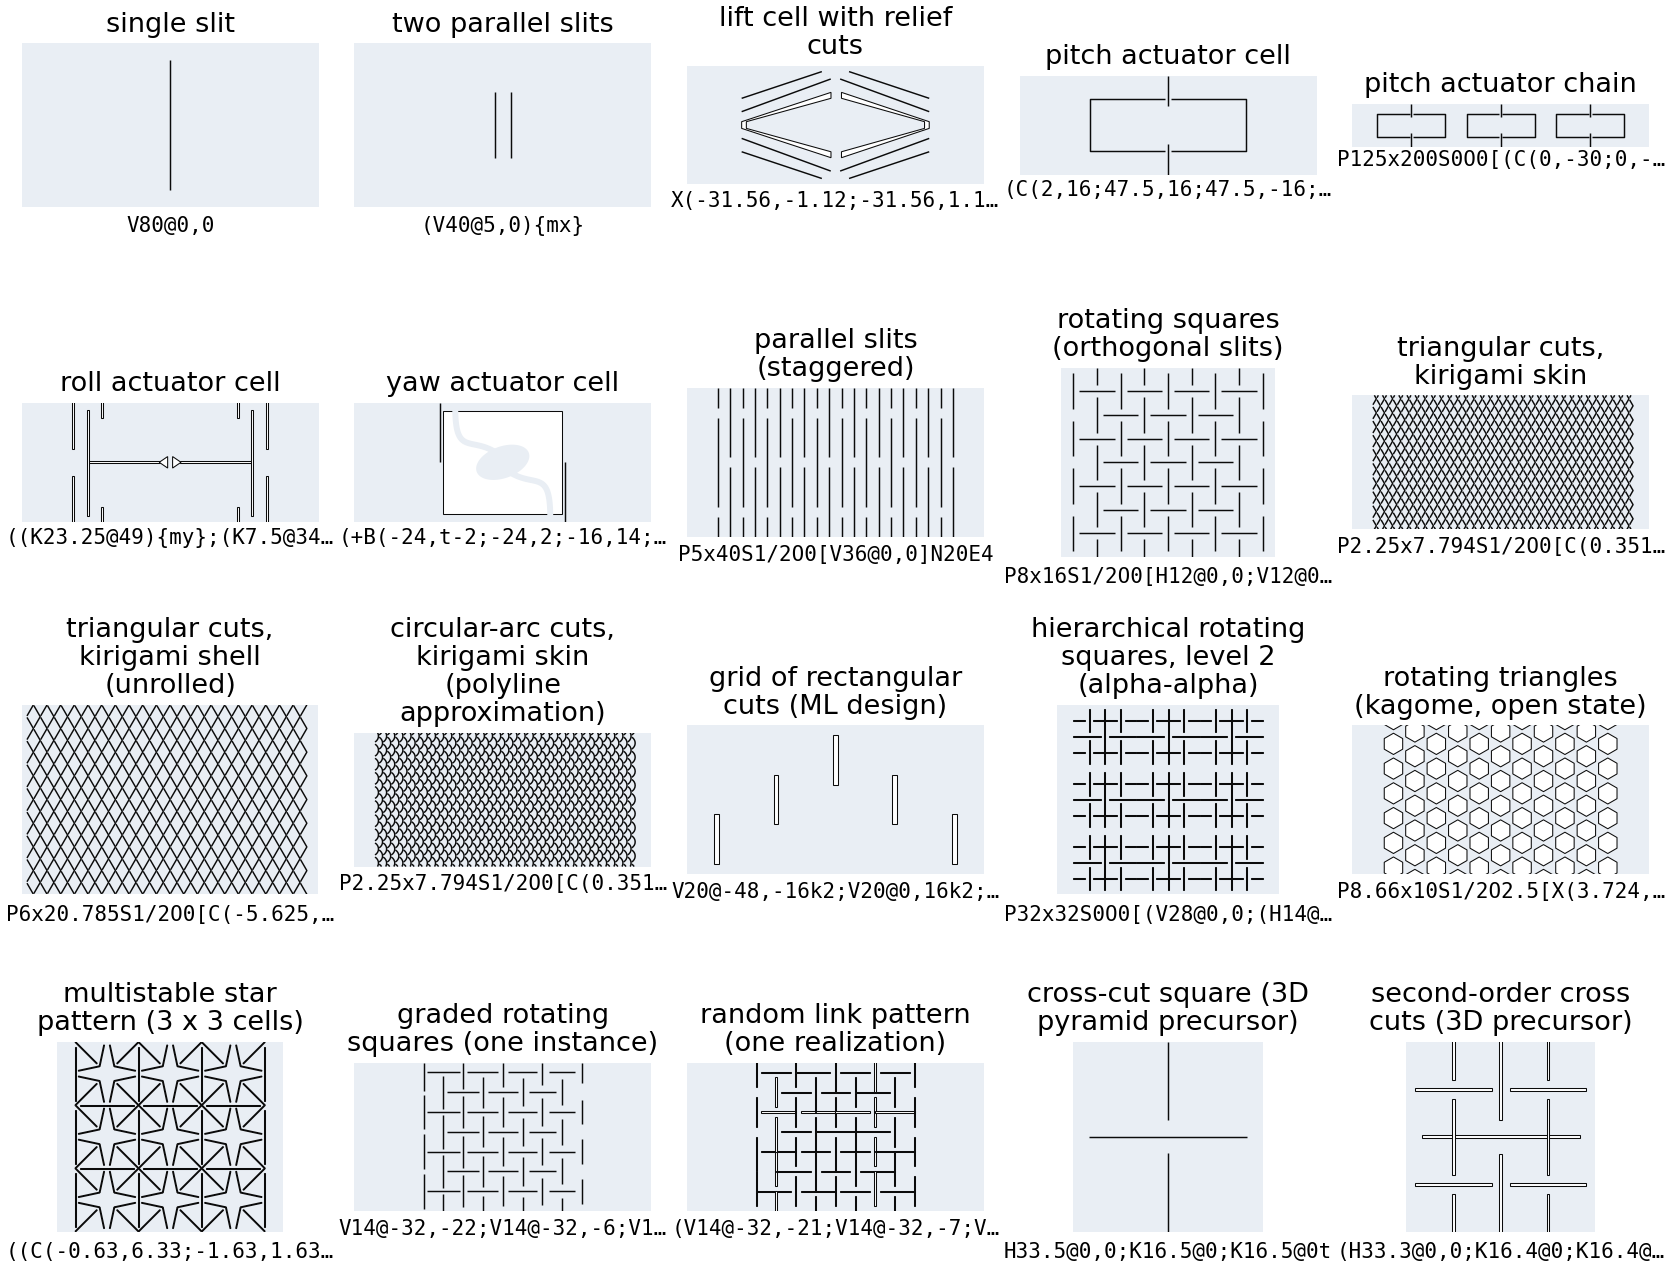 single slit
V80@0,0
two parallel slits
(V40@5,0){mx}
lift cell with relief
cuts
X(-31.56,-1.12;-31.56,1.1…
pitch actuator cell
(C(2,16;47.5,16;47.5,-16;…
pitch actuator chain
P125x200S0O0[(C(0,-30;0,-…
roll actuator cell
((K23.25@49){my};(K7.5@34…
yaw actuator cell
(+B(-24,t-2;-24,2;-16,14;…
parallel slits
(staggered)
P5x40S1/2O0[V36@0,0]N20E4
rotating squares
(orthogonal slits)
P8x16S1/2O0[H12@0,0;V12@0…
triangular cuts,
kirigami skin
P2.25x7.794S1/2O0[C(0.351…
triangular cuts,
kirigami shell
(unrolled)
P6x20.785S1/2O0[C(-5.625,…
circular-arc cuts,
kirigami skin
(polyline
approximation)
P2.25x7.794S1/2O0[C(0.351…
grid of rectangular
cuts (ML design)
V20@-48,-16k2;V20@0,16k2;…
hierarchical rotating
squares, level 2
(alpha-alpha)
P32x32S0O0[(V28@0,0;(H14@…
rotating triangles
(kagome, open state)
P8.66x10S1/2O2.5[X(3.724,…
multistable star
pattern (3 x 3 cells)
((C(-0.63,6.33;-1.63,1.63…
graded rotating
squares (one instance)
V14@-32,-22;V14@-32,-6;V1…
random link pattern
(one realization)
(V14@-32,-21;V14@-32,-7;V…
cross-cut square (3D
pyramid precursor)
H33.5@0,0;K16.5@0;K16.5@0t
second-order cross
cuts (3D precursor)
(H33.3@0,0;K16.4@0;K16.4@…